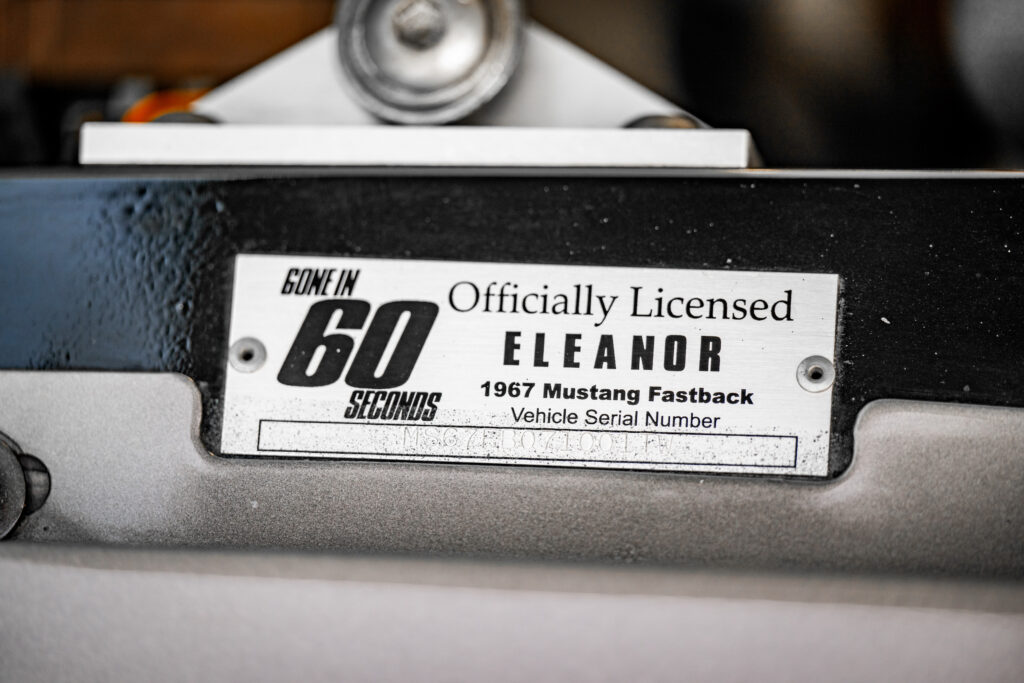 GONE IN
60
SECONDS
Officially Licensed
ELEANOR
1967 Mustang Fastback
Vehicle Serial Number